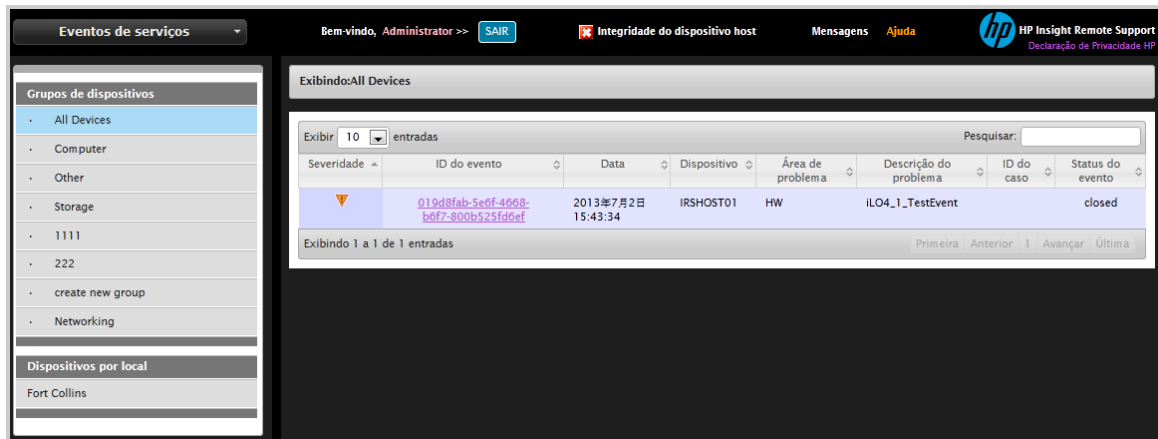 Eventos de serviços
Bem-vindo, Administrator >> SAIR
Integridade do dispositivo host
Mensagens Ajuda
hp
HP Insight Remote Support
Declaração de Privacidade HP
Grupos de dispositivos
All Devices
Computer
Other
Storage
1111
222
create new group
Networking
Dispositivos por local
Fort Collins
Exibindo:All Devices
Exibir 10 entradas
Pesquisar:
Severidade
ID do evento
Data
Dispositivo
Área de
problema
Descrição do
problema
ID do
caso
Status do
evento
019d8fab-5e6f-4668-
b6f7-800b525fd6ef
2013年7月2日
15:43:34
IRSHOST01
HW
iLO4_1_TestEvent
closed
Exibindo 1 a 1 de 1 entradas
Primeira Anterior 1 Avançar Última